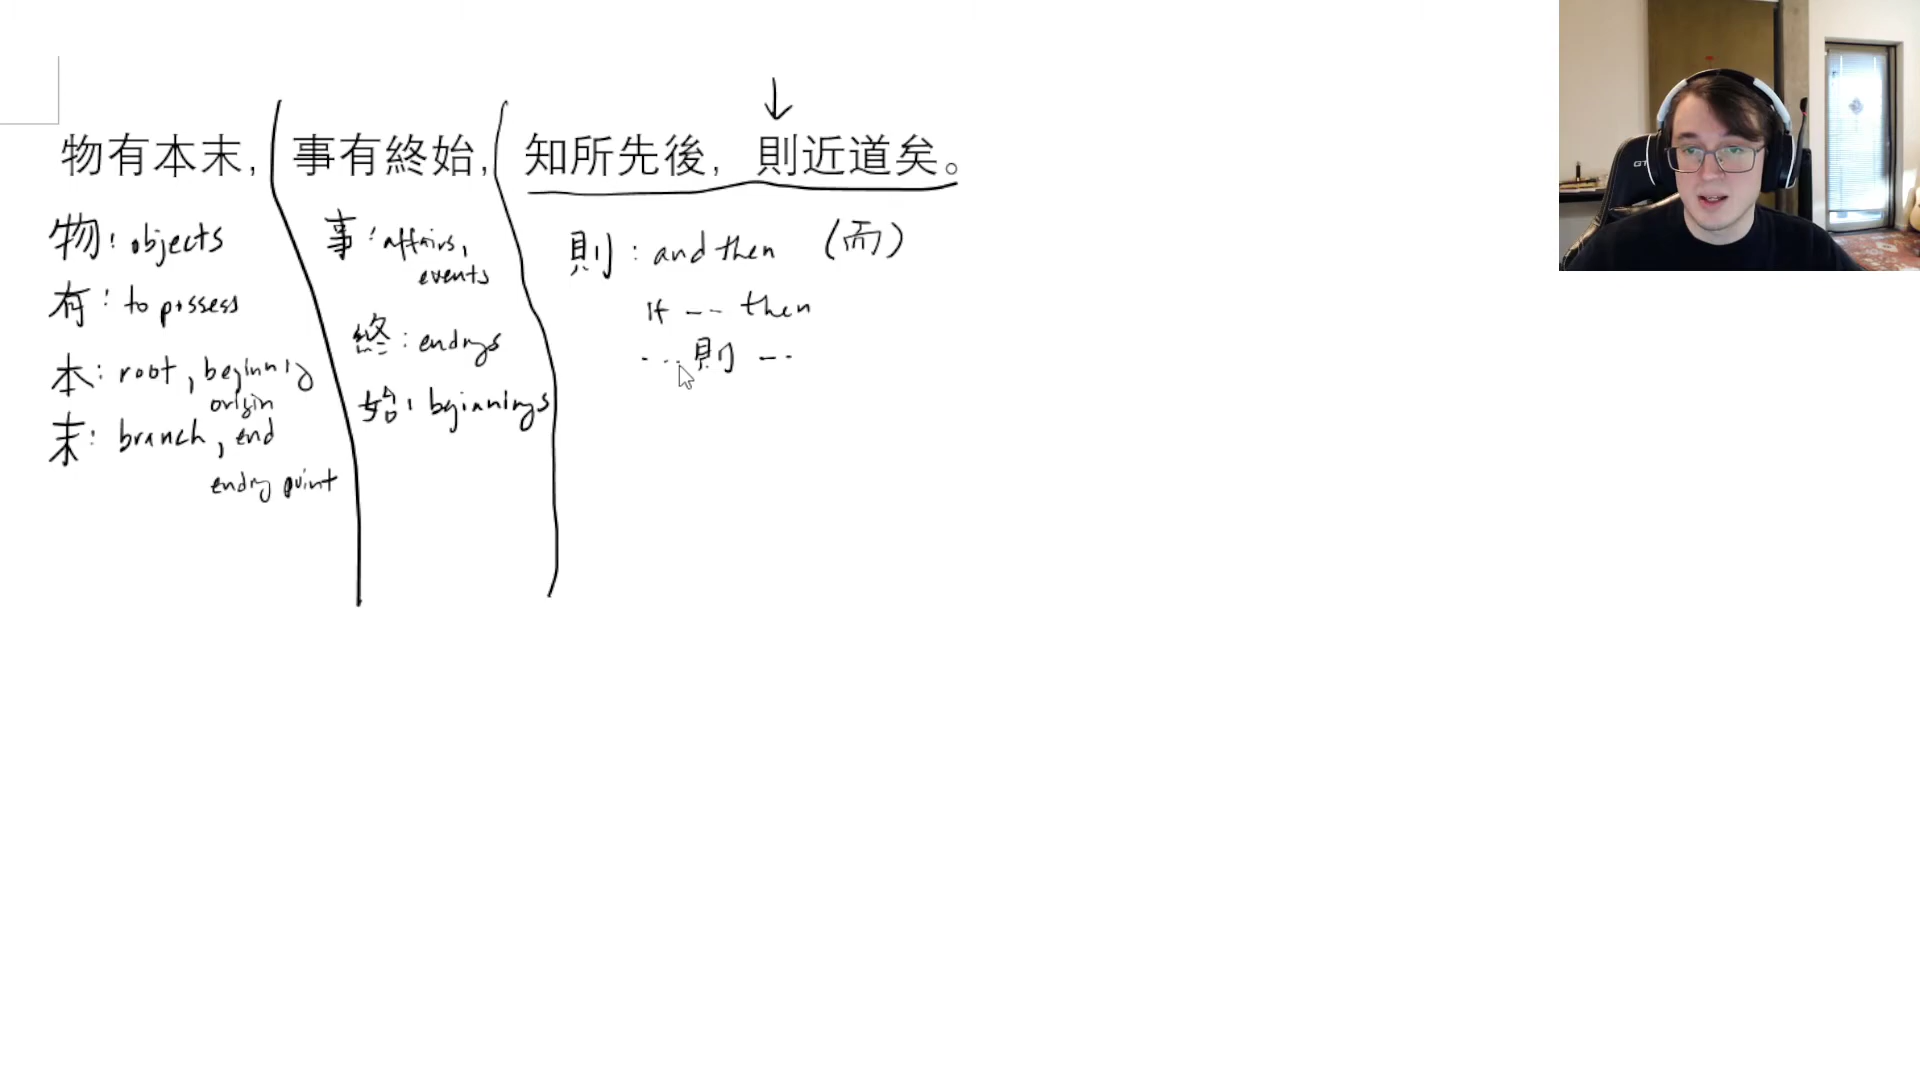 物有本末, 事有終始, 知所先後, 則近道矣。
物: objects
有: to possess
本: root, beginning
origin
末: branch, end
ending point
事: affairs,
events
終: endings
始: beginnings
則: and then (而)
If -- then
... 則 --